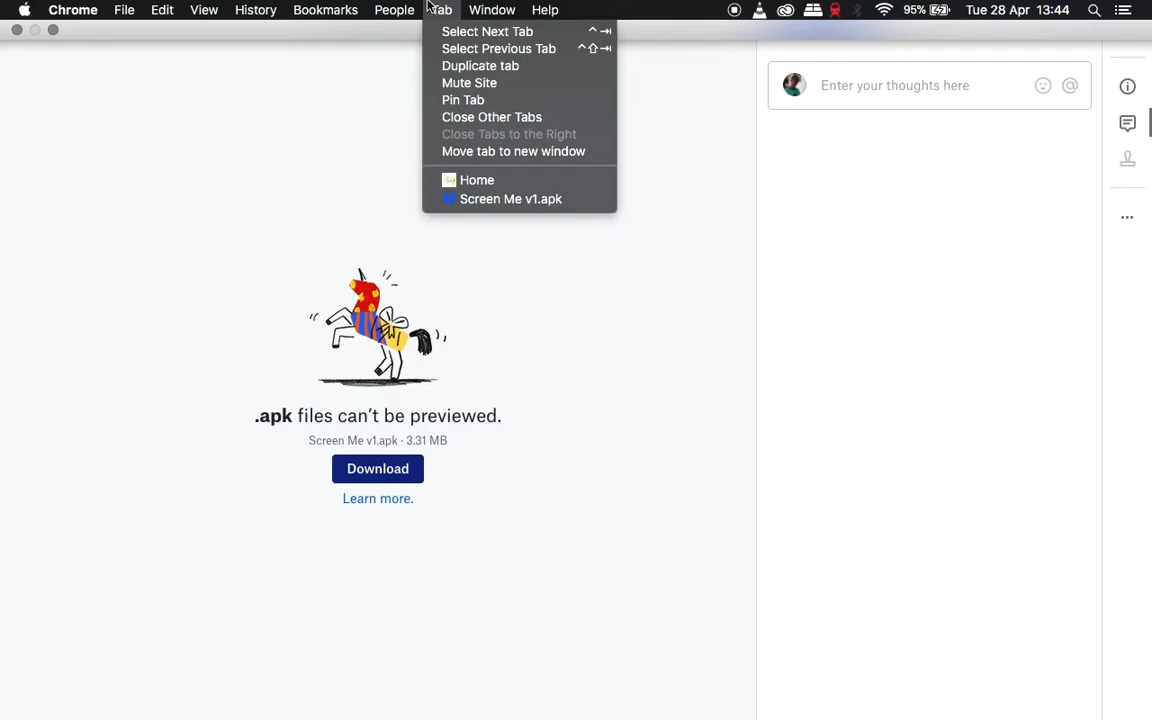 Chrome File Edit View History Bookmarks People Tab Window Help 95% Tue 28 Apr 13:44
Select Next Tab
Select Previous Tab
Duplicate tab
Mute Site
Pin Tab
Close Other Tabs
Close Tabs to the Right
Move tab to new window
Home
Screen Me v1.apk
Enter your thoughts here
.apk files can't be previewed.
Screen Me v1.apk · 3.31 MB
Download
Learn more.